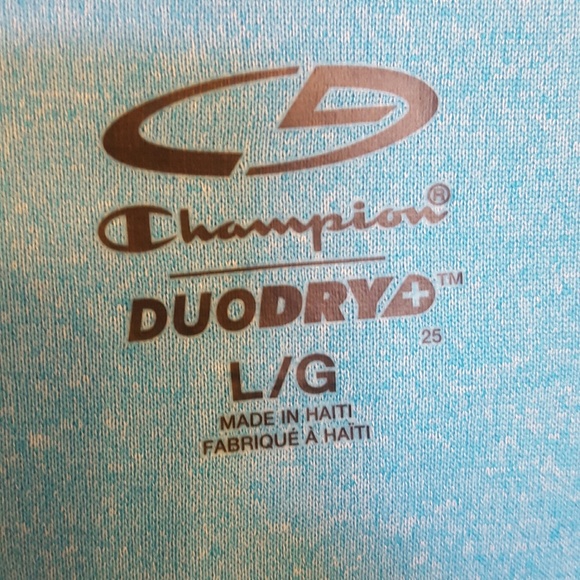 Champion®
DUODRY+™
25
L/G
MADE IN HAITI
FABRIQUÉ À HAÏTI